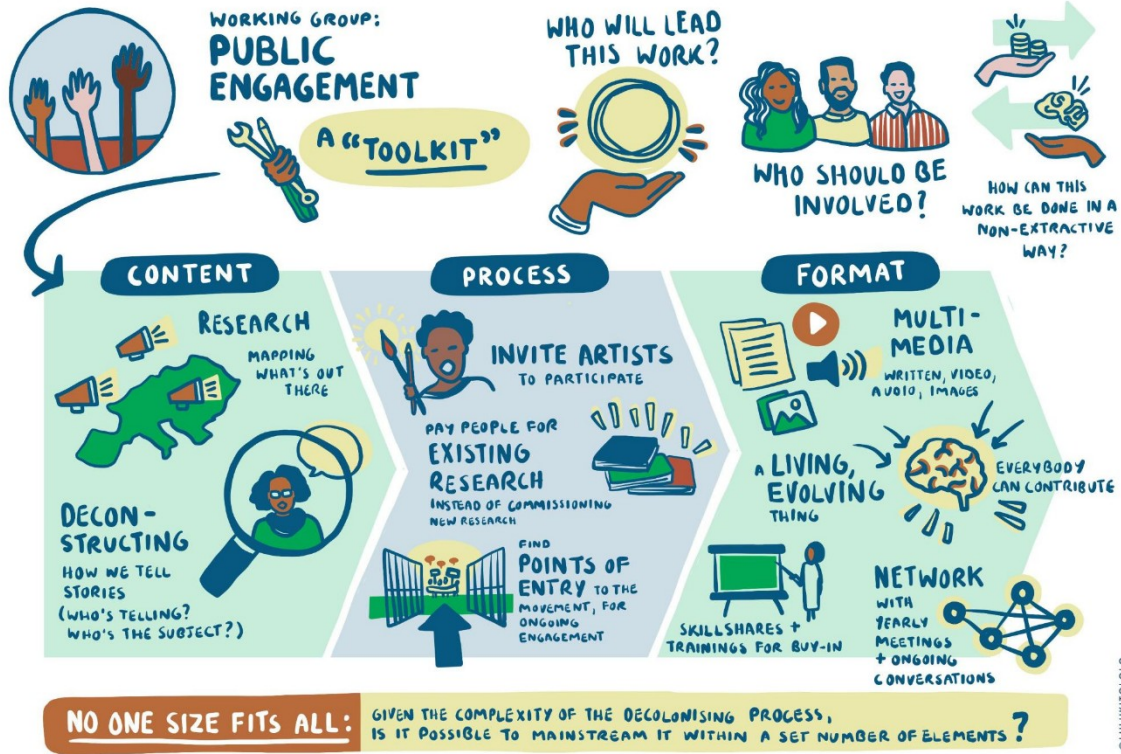 WORKING GROUP:
PUBLIC
ENGAGEMENT
A "TOOLKIT"
WHO WILL LEAD
THIS WORK?
WHO SHOULD BE
INVOLVED?
HOW CAN THIS
WORK BE DONE IN A
NON-EXTRACTIVE
WAY?
CONTENT
RESEARCH
MAPPING
WHAT'S OUT
THERE
DECON-
STRUCTING
HOW WE TELL
STORIES
(WHO'S TELLING?
WHO'S THE SUBJECT?)
PROCESS
INVITE ARTISTS
TO PARTICIPATE
PAY PEOPLE FOR
EXISTING
RESEARCH
INSTEAD OF COMMISSIONING
NEW RESEARCH
FIND
POINTS OF
ENTRY TO THE
MOVEMENT, FOR
ONGOING
ENGAGEMENT
FORMAT
MULTI-
MEDIA
WRITTEN, VIDEO,
AUDIO, IMAGES
A LIVING,
EVOLVING
THING
EVERYBODY
CAN CONTRIBUTE
SKILLSHARES +
TRAININGS FOR BUY-IN
NETWORK
WITH
YEARLY
MEETINGS
+ ONGOING
CONVERSATIONS
NO ONE SIZE FITS ALL:
GIVEN THE COMPLEXITY OF THE DECOLONISING PROCESS,
IS IT POSSIBLE TO MAINSTREAM IT WITHIN A SET NUMBER OF ELEMENTS?